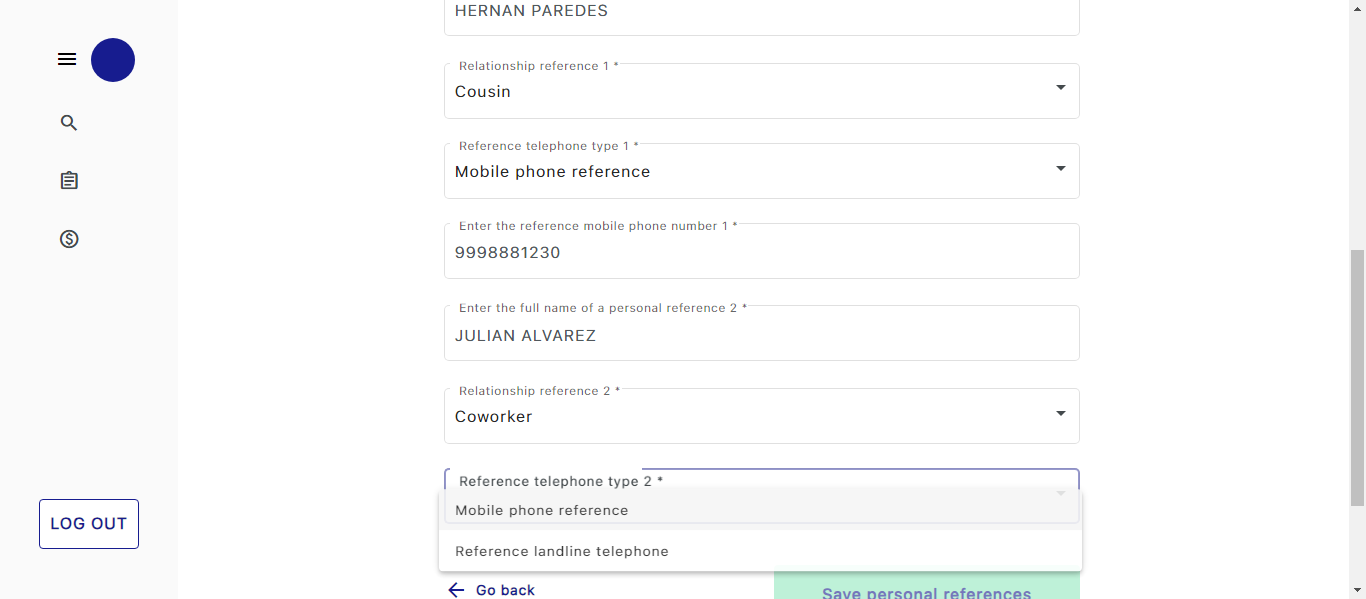 HERNAN PAREDES
Relationship reference 1 *
Cousin
Reference telephone type 1 *
Mobile phone reference
Enter the reference mobile phone number 1 *
9998881230
Enter the full name of a personal reference 2 *
JULIAN ALVAREZ
Relationship reference 2 *
Coworker
Reference telephone type 2 *
Mobile phone reference
Reference landline telephone
LOG OUT
Go back
Save personal references